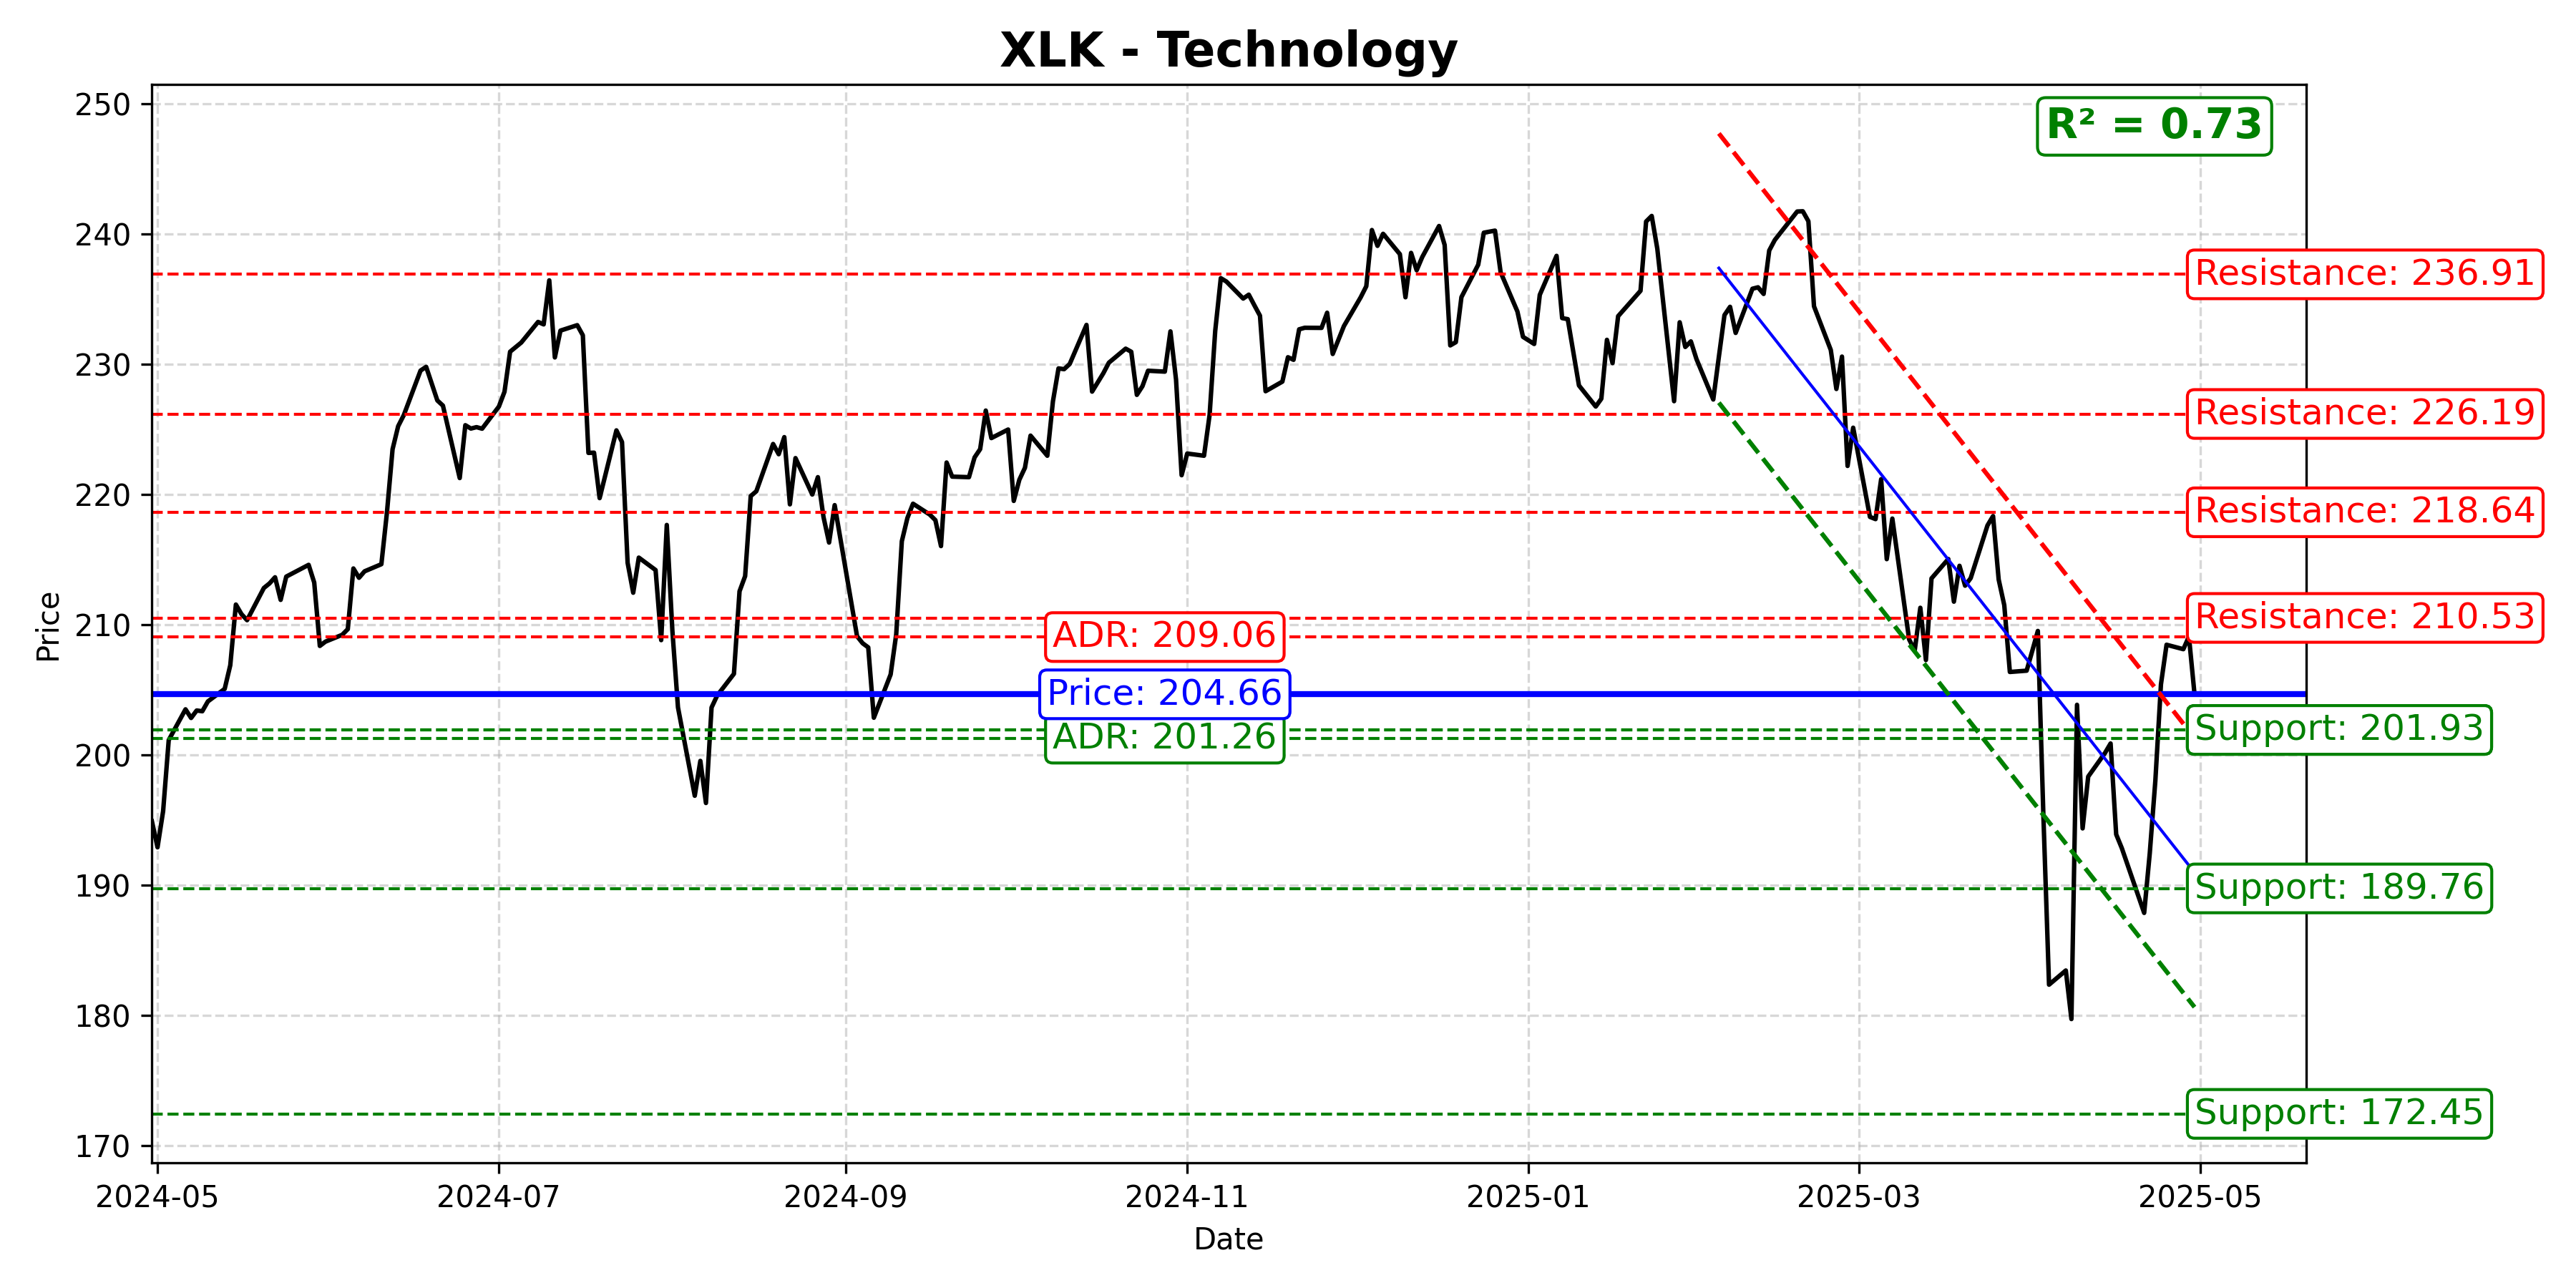 XLK - Technology
R² = 0.73
250
240
230
220
210
200
190
180
170
Price
Resistance: 236.91
Resistance: 226.19
Resistance: 218.64
Resistance: 210.53
ADR: 209.06
Price: 204.66
ADR: 201.26
Support: 201.93
Support: 189.76
Support: 172.45
2024-05
2024-07
2024-09
2024-11
2025-01
2025-03
2025-05
Date